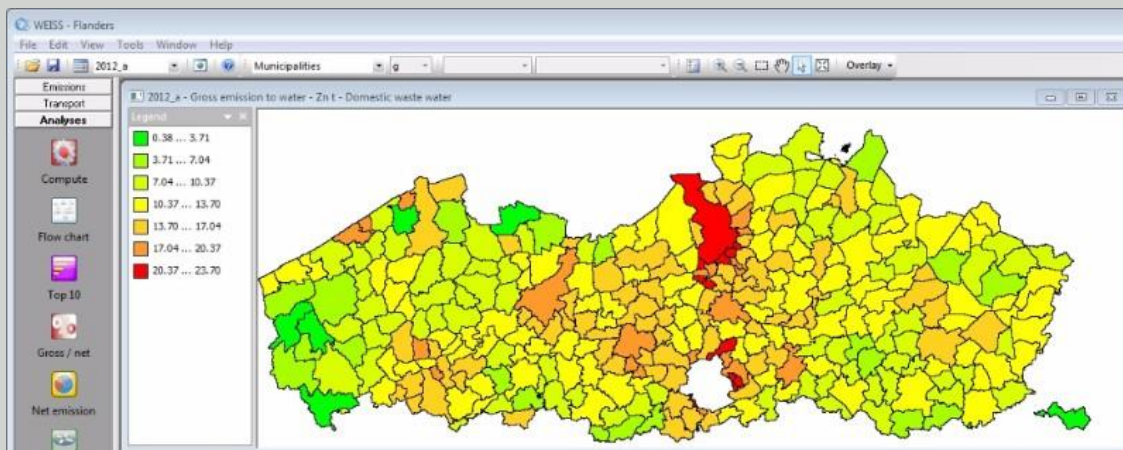 WEISS - Flanders
File Edit View Tools Window Help
2012_a Municipalities g Overlay
Emissions
Transport
Analyses
Compute
Flow chart
Top 10
Gross / net
Net emission
2012_a - Gross emission to water - Zn t - Domestic waste water
Legend
0.38 ... 3.71
3.71 ... 7.04
7.04 ... 10.37
10.37 ... 13.70
13.70 ... 17.04
17.04 ... 20.37
20.37 ... 23.70